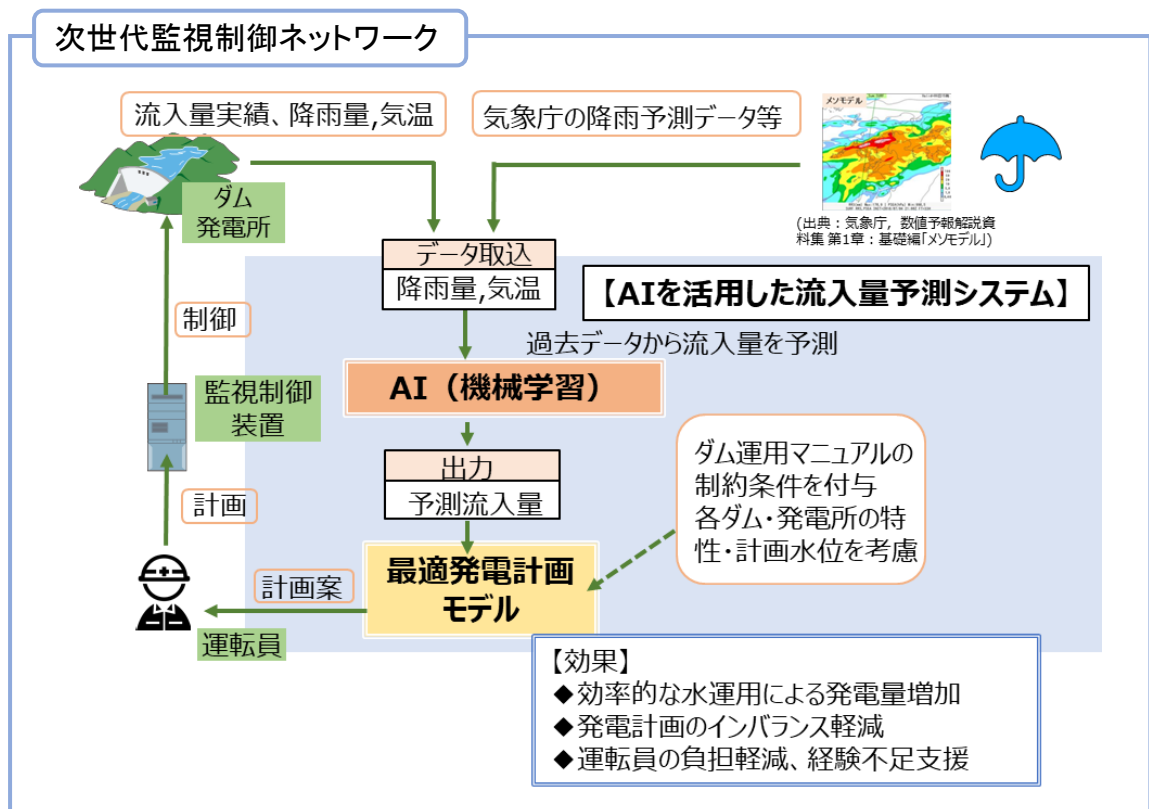 次世代監視制御ネットワーク
流入量実績、降雨量,気温
気象庁の降雨予測データ等
メソモデル
(出典：気象庁，数値予報解説資
料集 第1章：基礎編「メソモデル」)
ダム
発電所
データ取込
降雨量,気温
【AIを活用した流入量予測システム】
制御
過去データから流入量を予測
AI（機械学習）
監視制御
装置
出力
予測流入量
ダム運用マニュアルの
制約条件を付与
各ダム・発電所の特
性・計画水位を考慮
計画
最適発電計画
モデル
計画案
運転員
【効果】
◆効率的な水運用による発電量増加
◆発電計画のインバランス軽減
◆運転員の負担軽減、経験不足支援